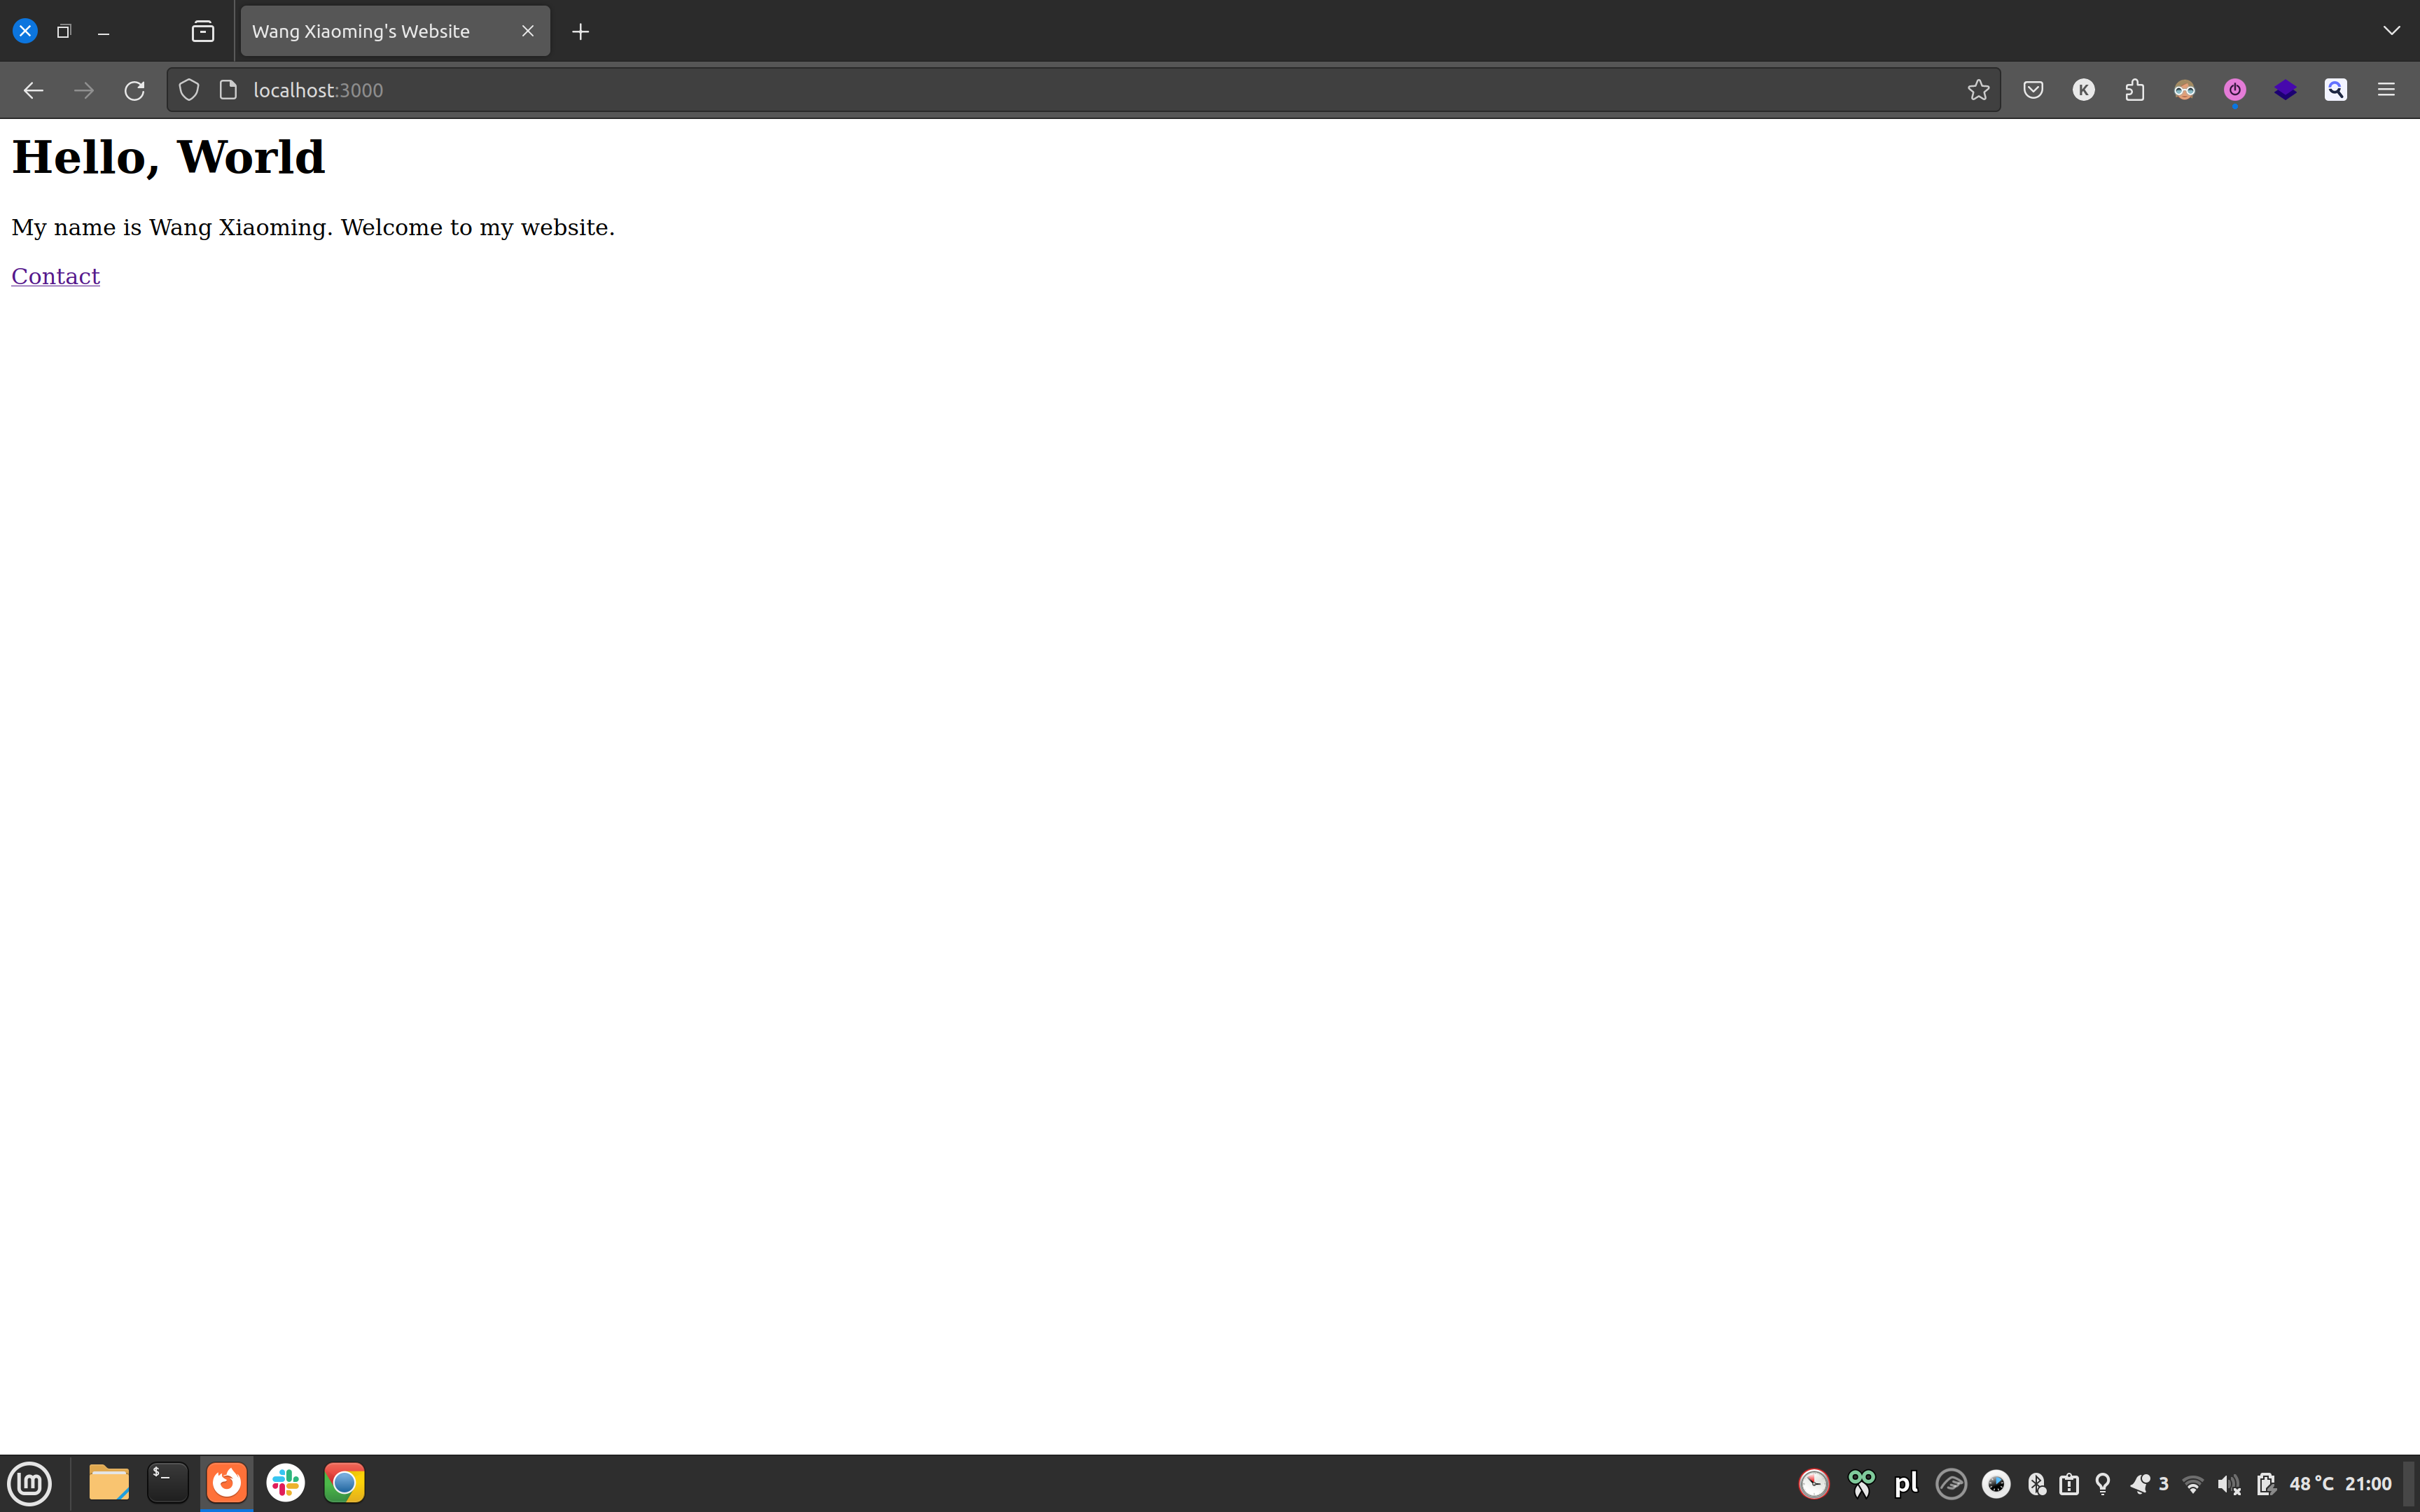 Wang Xiaoming's Website
localhost:3000
K
Hello, World
My name is Wang Xiaoming. Welcome to my website.
Contact
$_
pl
3
48 °C 21:00